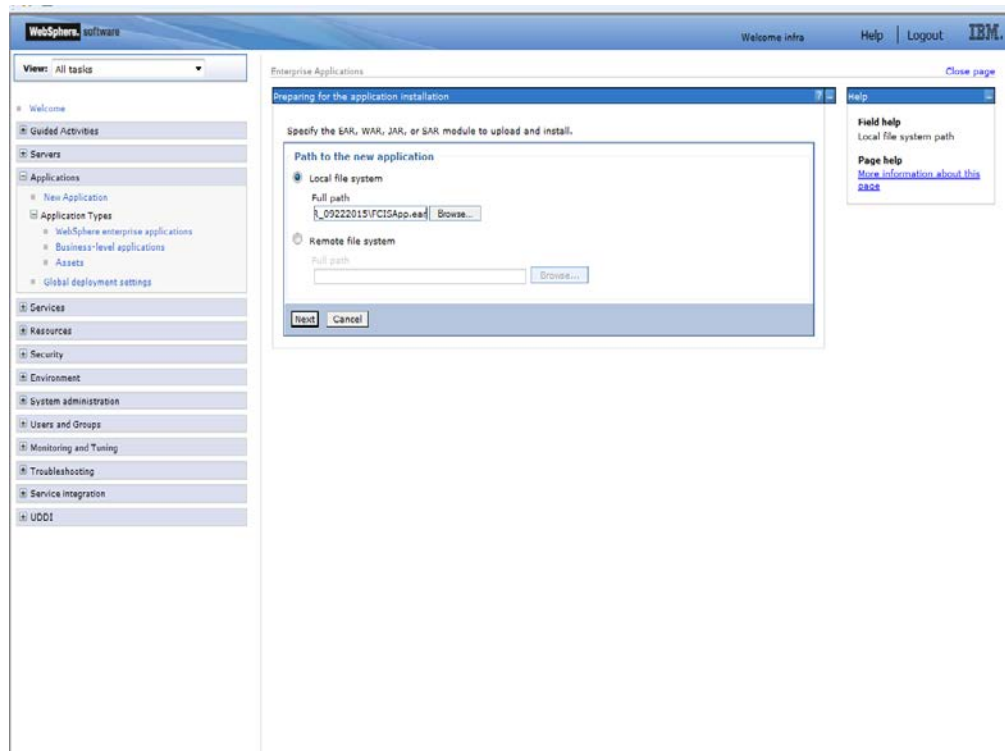 WebSphere. software
Welcome infra
Help | Logout
IBM.
View: All tasks
Welcome
Guided Activities
Servers
Applications
New Application
Application Types
WebSphere enterprise applications
Business-level applications
Assets
Global deployment settings
Services
Resources
Security
Environment
System administration
Users and Groups
Monitoring and Tuning
Troubleshooting
Service integration
UDDI
Enterprise Applications
Close page
Preparing for the application installation
Specify the EAR, WAR, JAR, or SAR module to upload and install.
Path to the new application
Local file system
Full path
_09222015\FCISApp.ear Browse...
Remote file system
Full path
Browse...
Next Cancel
Help
Field help
Local file system path
Page help
More information about this
page